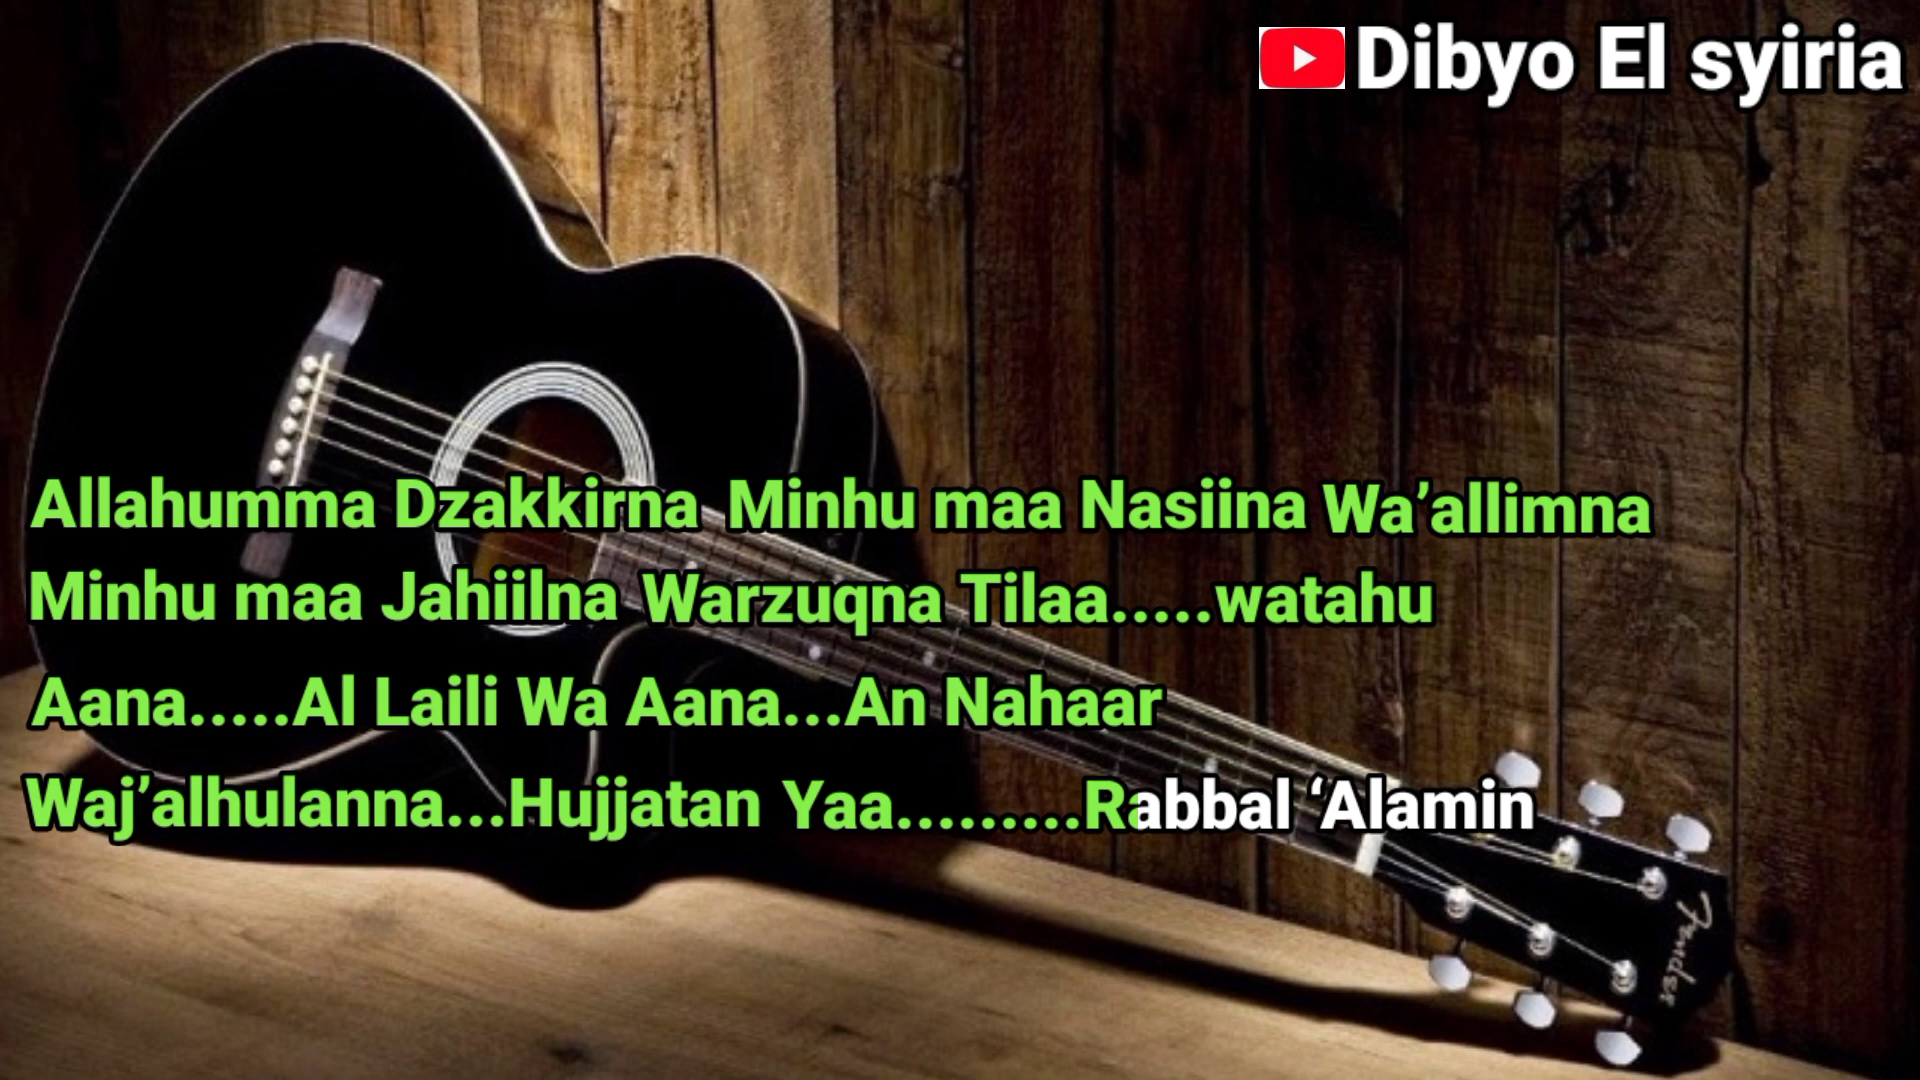 Dibyo El syiria
Allahumma Dzakkirna Minhu maa Nasiina Wa’allimna
Minhu maa Jahiilna Warzuqna Tilaa.....watahu
Aana.....Al Laili Wa Aana...An Nahaar
Waj’alhulanna...Hujjatan Yaa.........Rabbal ‘Alamin
Fender